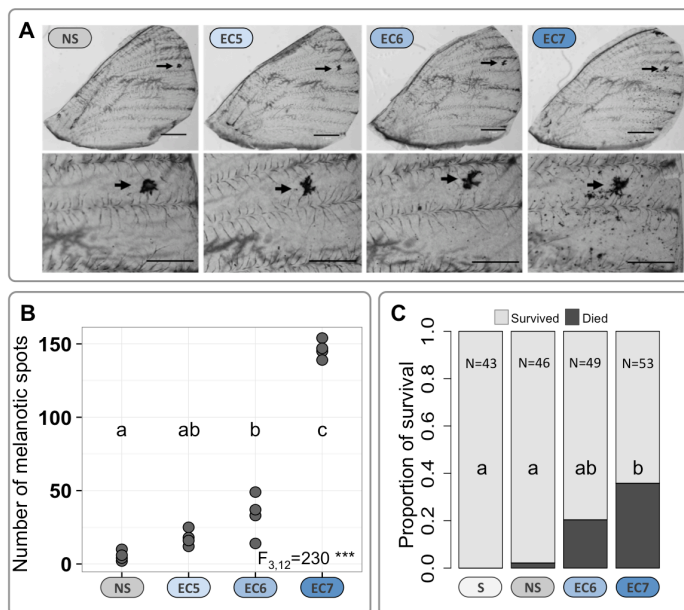 A
NS EC5 EC6 EC7
B
Number of melanotic spots
150
100
50
0
a ab b c
F3,12=230 ***
NS EC5 EC6 EC7
C
Survived Died
Proportion of survival
1.0
0.8
0.6
0.4
0.2
0.0
N=43 N=46 N=49 N=53
a a ab b
S NS EC6 EC7